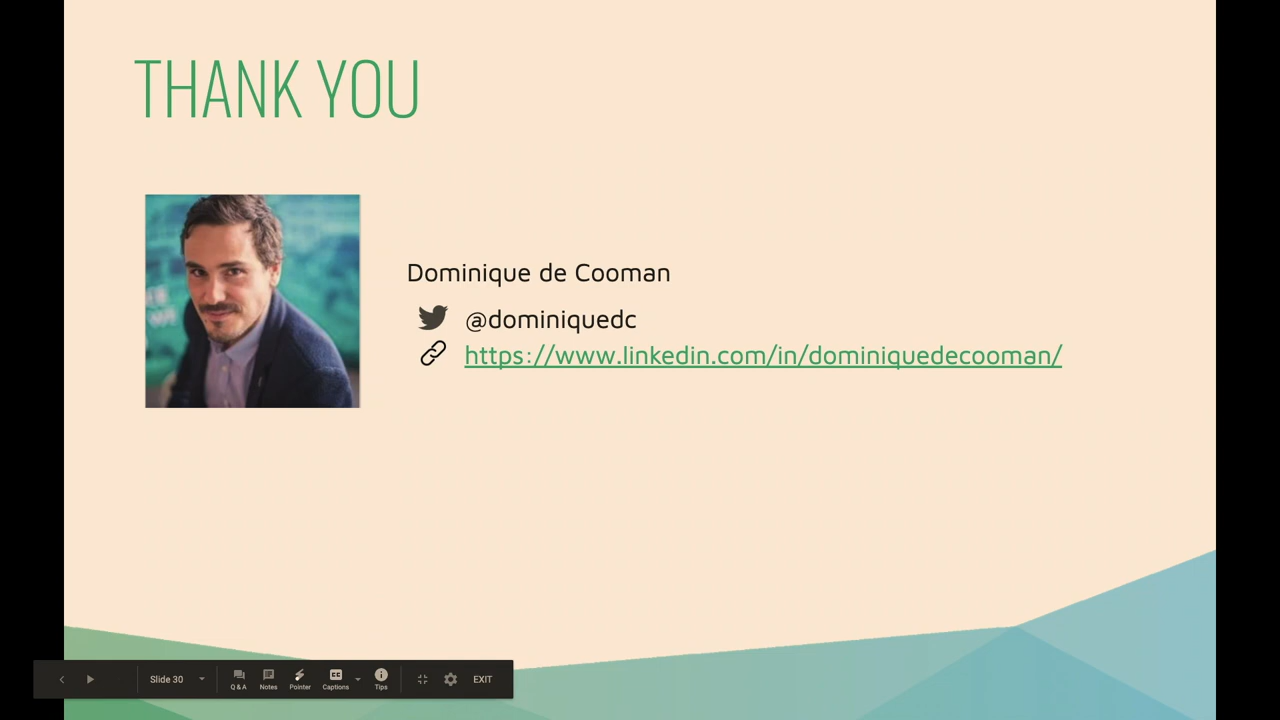 THANK YOU
Dominique de Cooman
@dominiquedc
https://www.linkedin.com/in/dominiquedecooman/
Slide 30
Q & A
Notes
Pointer
Captions
Tips
EXIT